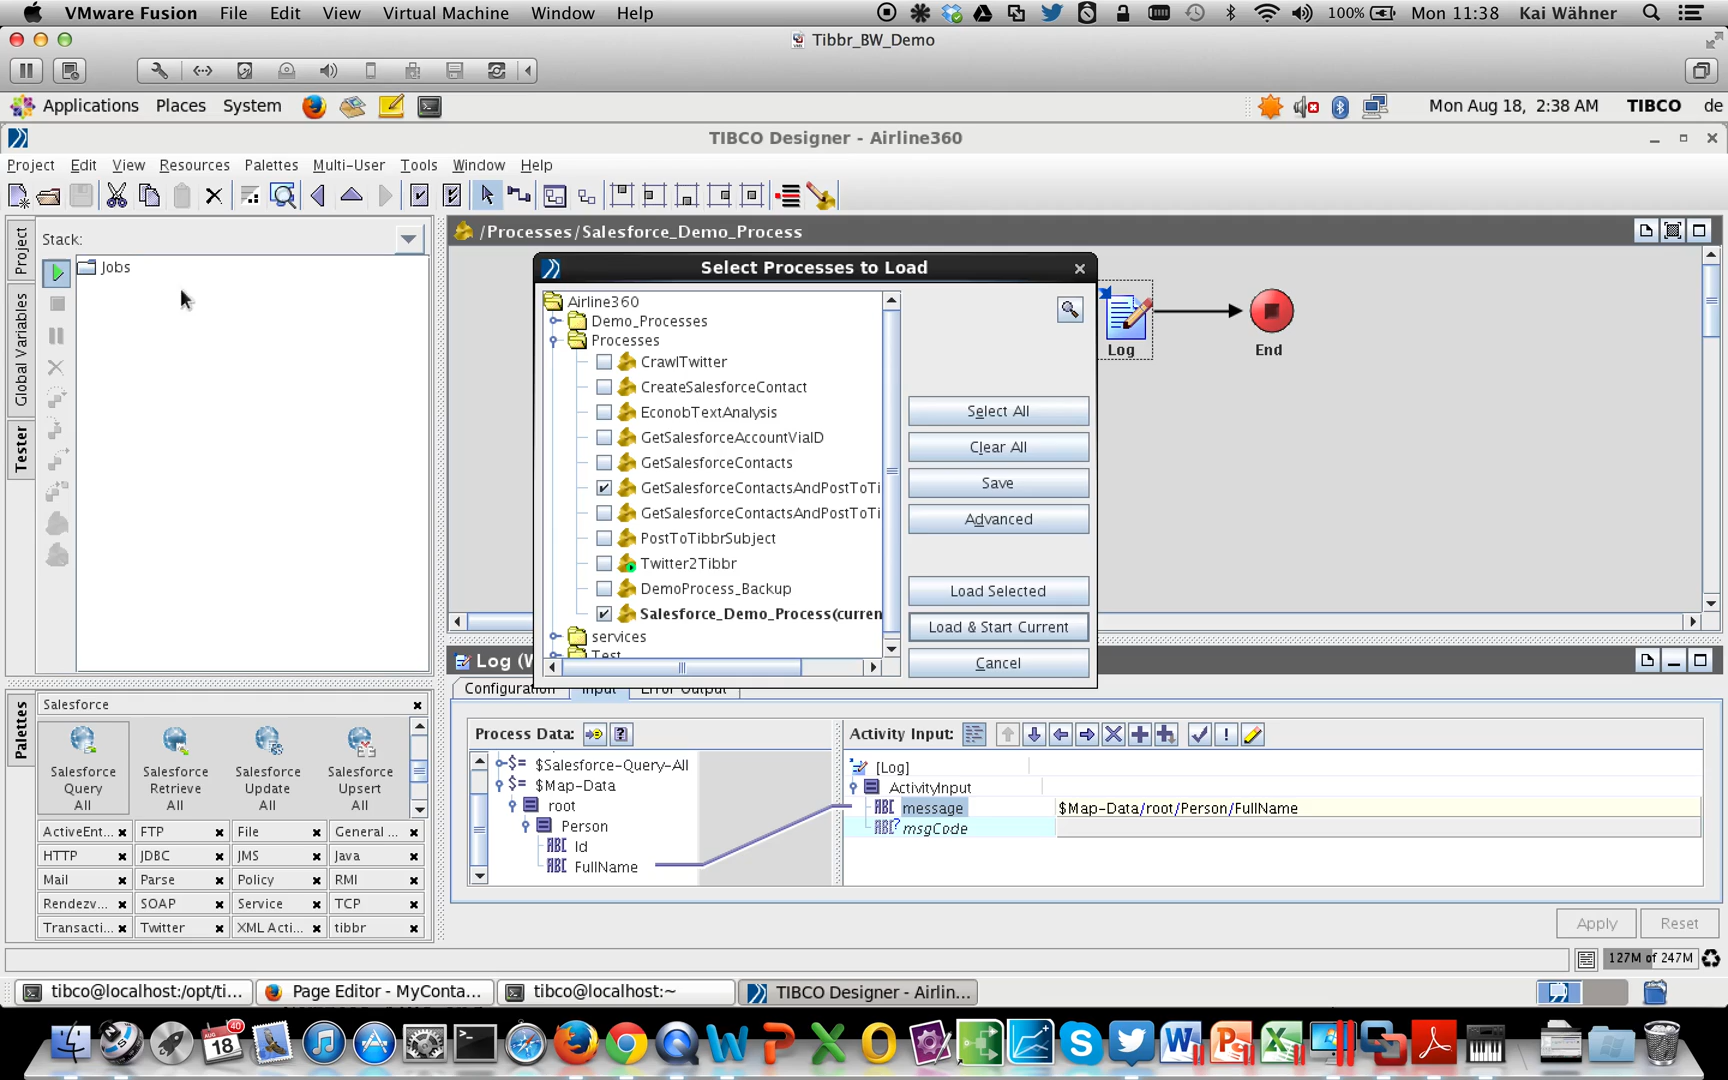 VMware Fusion File Edit View Virtual Machine Window Help 100% Mon 11:38 Kai Wähner
Tibbr_BW_Demo
Applications Places System Mon Aug 18, 2:38 AM TIBCO de
TIBCO Designer - Airline360
Project Edit View Resources Palettes Multi-User Tools Window Help
Project
Global Variables
Tester
Stack:
Jobs
/Processes/Salesforce_Demo_Process
Log
End
Select Processes to Load
Airline360
Demo_Processes
Processes
CrawlTwitter
CreateSalesforceContact
EconobTextAnalysis
GetSalesforceAccountViaID
GetSalesforceContacts
GetSalesforceContactsAndPostToTi
GetSalesforceContactsAndPostToTi
PostToTibbrSubject
Twitter2Tibbr
DemoProcess_Backup
Salesforce_Demo_Process(curren
services
Test
Select All
Clear All
Save
Advanced
Load Selected
Load & Start Current
Cancel
Palettes
Salesforce
Salesforce Query All
Salesforce Retrieve All
Salesforce Update All
Salesforce Upsert All
ActiveEnt... FTP File General ...
HTTP JDBC JMS Java
Mail Parse Policy RMI
Rendezv... SOAP Service TCP
Transacti... Twitter XML Acti... tibbr
Log (W
Configuration Input Error Output
Process Data:
$Salesforce-Query-All
$Map-Data
root
Person
Id
FullName
Activity Input:
[Log]
ActivityInput
message $Map-Data/root/Person/FullName
msgCode
Apply Reset
127M of 247M
tibco@localhost:/opt/ti... Page Editor - MyConta... tibco@localhost:~ TIBCO Designer - Airlin...
40
18